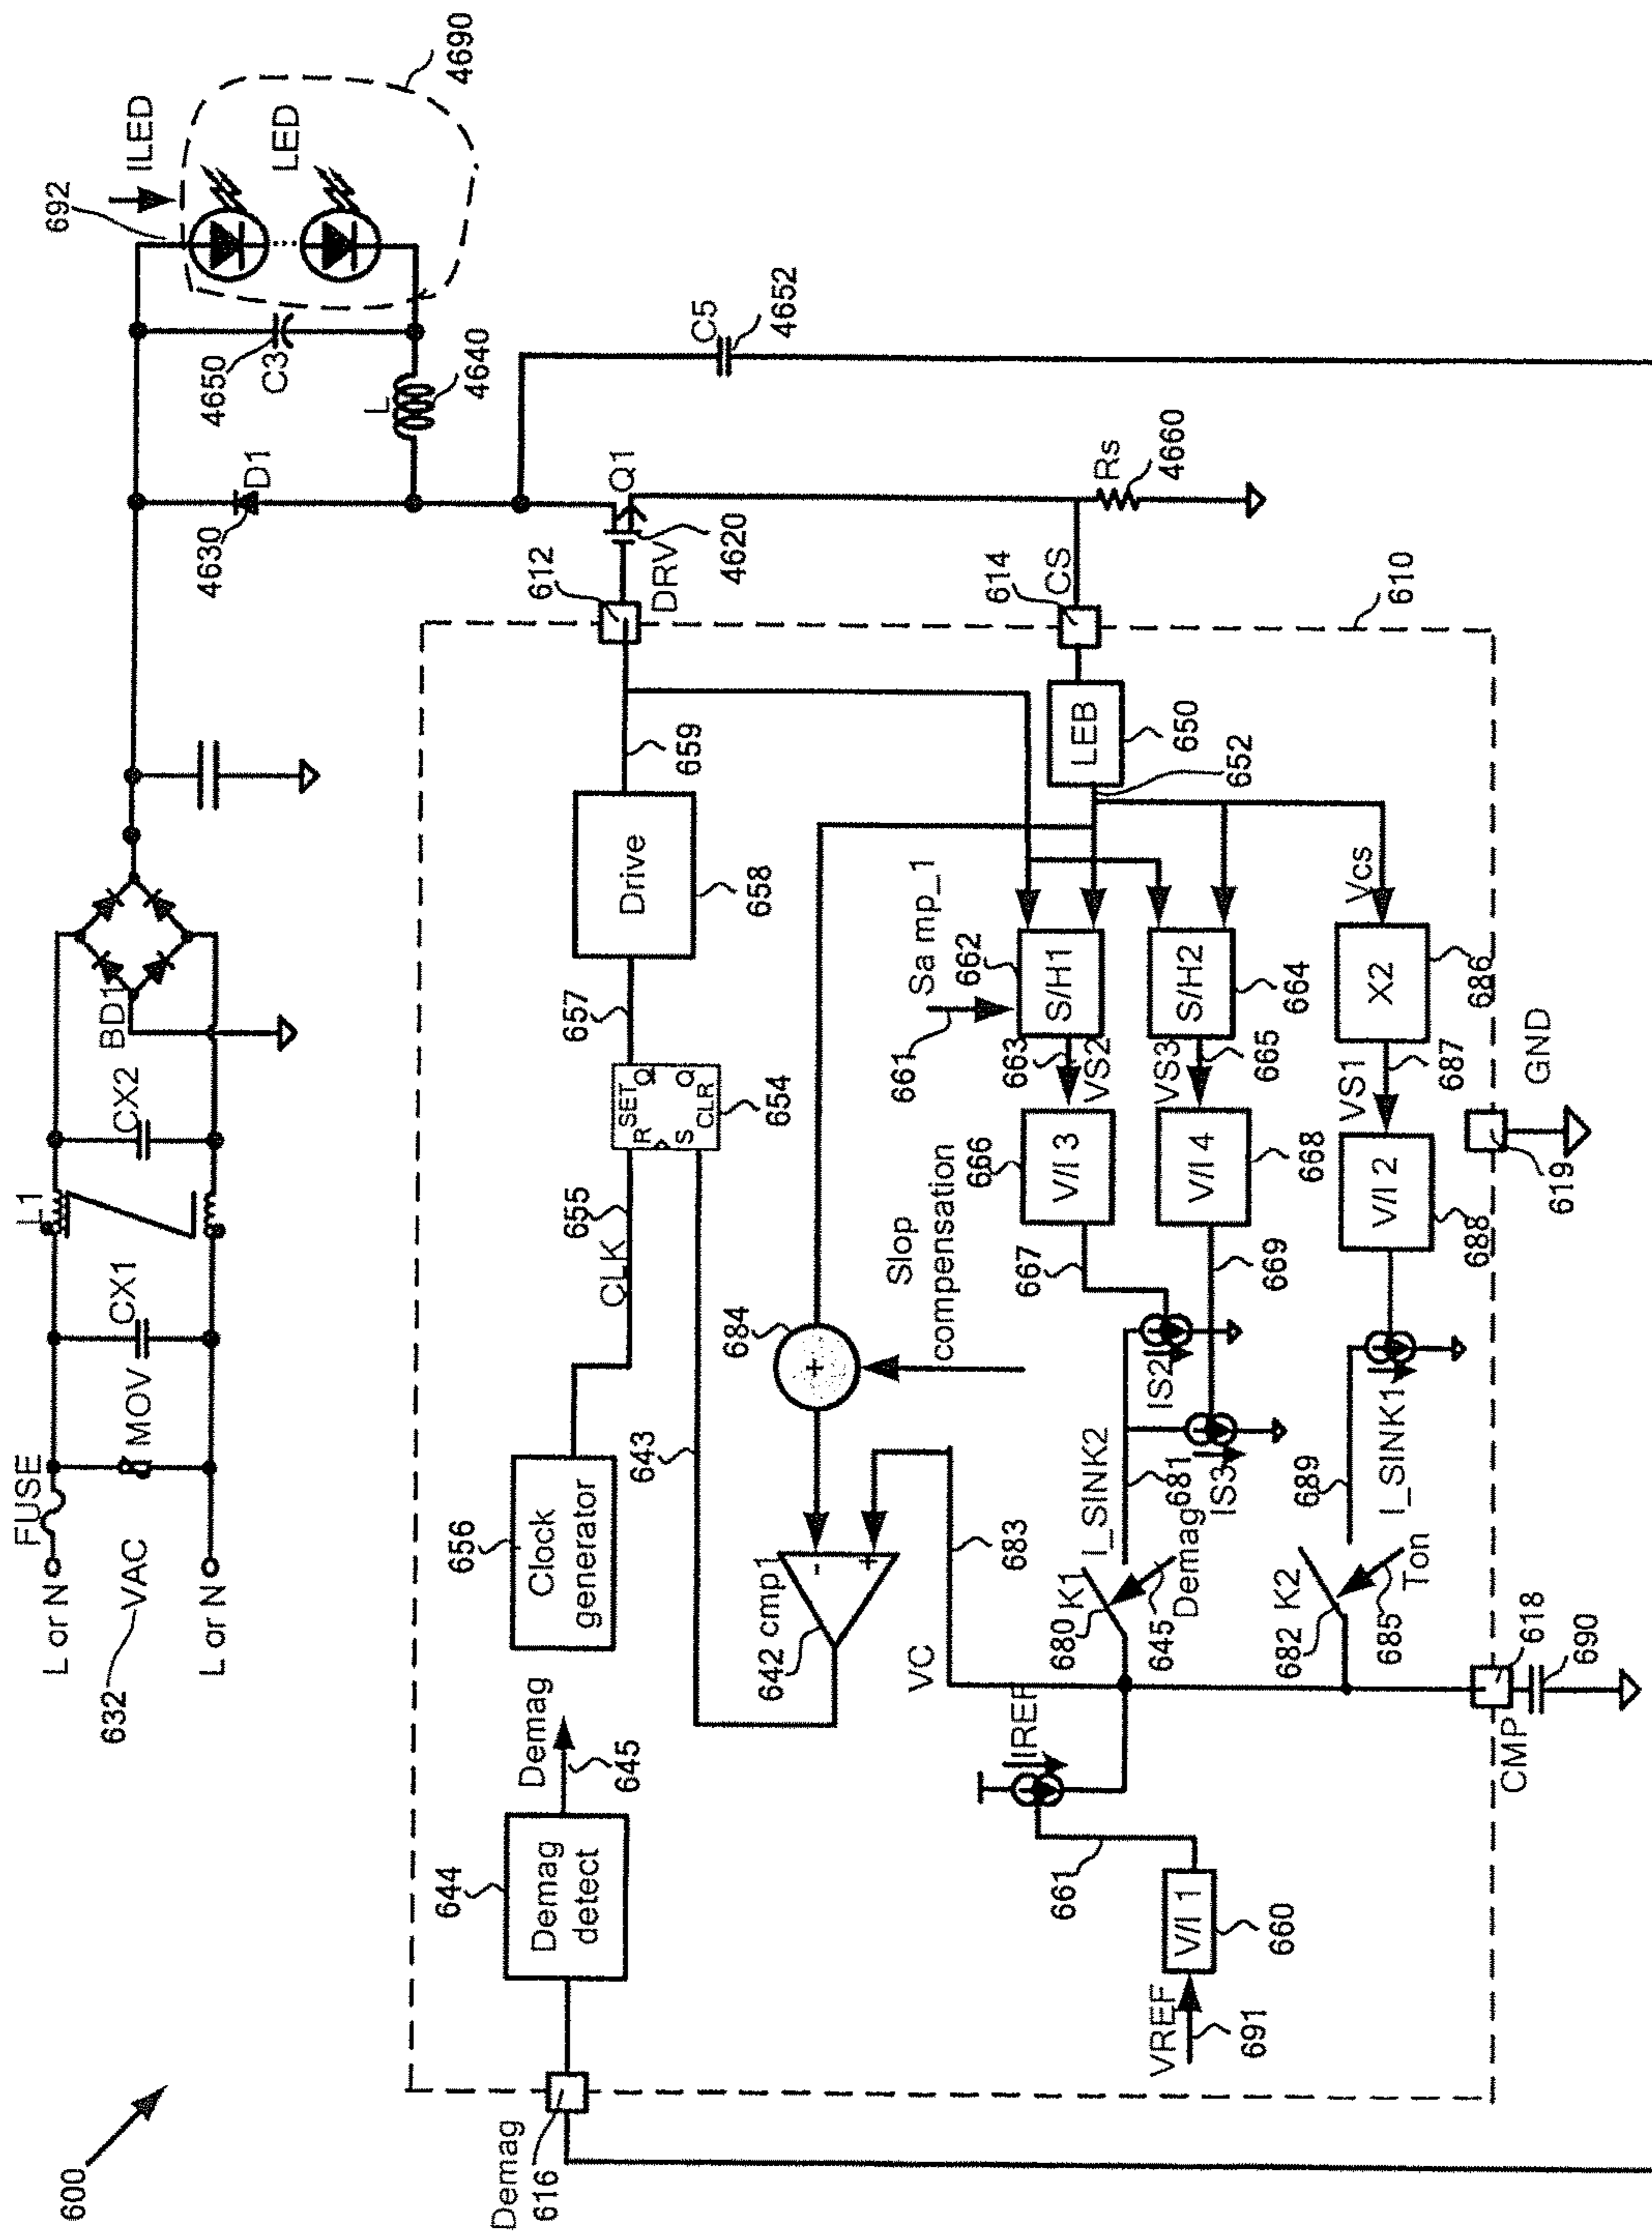 600
FUSE
L or N
632
VAC
L or N
MOV
CX1
L1
CX2
BD1
4630
D1
4650
C3
L
4640
692
ILED
LED
4690
C5
4652
Q1
4620
612
DRV
614
CS
Rs
4660
610
Demag
616
644
Demag
detect
Demag
645
656
Clock
generator
CLK
655
R
SET
Q
S
CLR
Q
654
657
Drive
658
659
643
642
cmp1
-
+
684
+
Slop
compensation
LEB
650
652
Sa mp_1
661
662
S/H1
S/H2
664
Vcs
X2
686
663
VS2
VS3
665
VS1
687
666
V/I 3
V/I 4
668
V/I 2
688
667
669
IS2
IS3
I_SINK2
681
I_SINK1
689
683
VC
680
K1
645
Demag
682
K2
685
Ton
IREF
661
V/I 1
660
VREF
691
CMP
618
690
619
GND